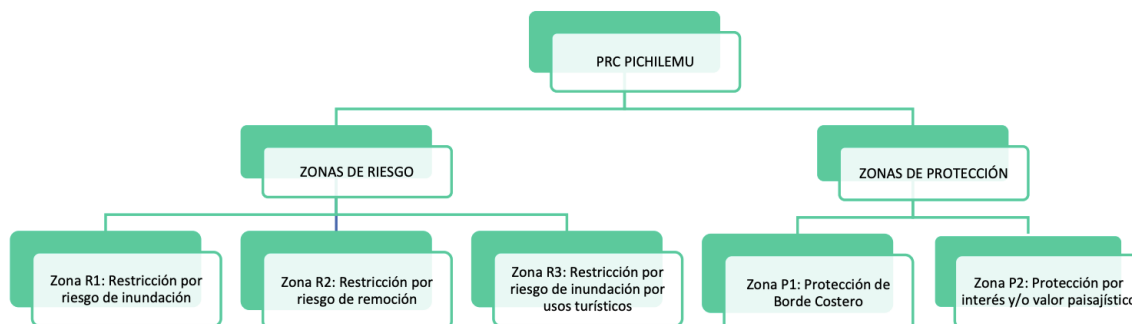 PRC PICHILEMU
ZONAS DE RIESGO
ZONAS DE PROTECCIÓN
Zona R1: Restricción por
riesgo de inundación
Zona R2: Restricción por
riesgo de remoción
Zona R3: Restricción por
riesgo de inundación por
usos turísticos
Zona P1: Protección de
Borde Costero
Zona P2: Protección por
interés y/o valor paisajístico